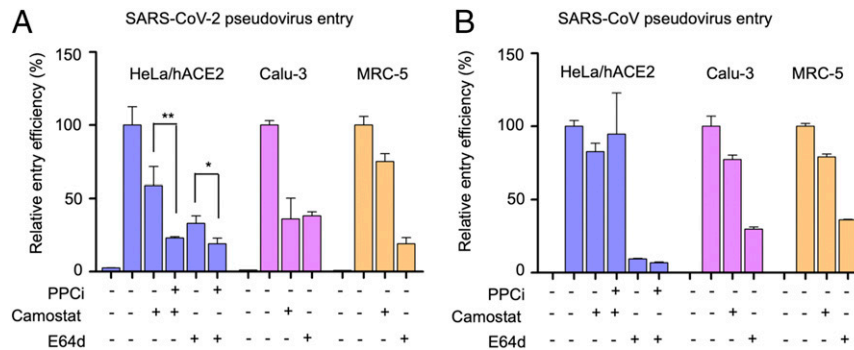 A
SARS-CoV-2 pseudovirus entry
Relative entry efficiency (%)
150
100
50
0
HeLa/hACE2 Calu-3 MRC-5
**
*
PPCi - - - + - + - - - - - - - -
Camostat - - + + - - - - + - - - + -
E64d - - - - + + - - - + - - - +
B
SARS-CoV pseudovirus entry
Relative entry efficiency (%)
150
100
50
0
HeLa/hACE2 Calu-3 MRC-5
PPCi - - - + - + - - - - - - - -
Camostat - - + + - - - - + - - - + -
E64d - - - - + + - - - + - - - +